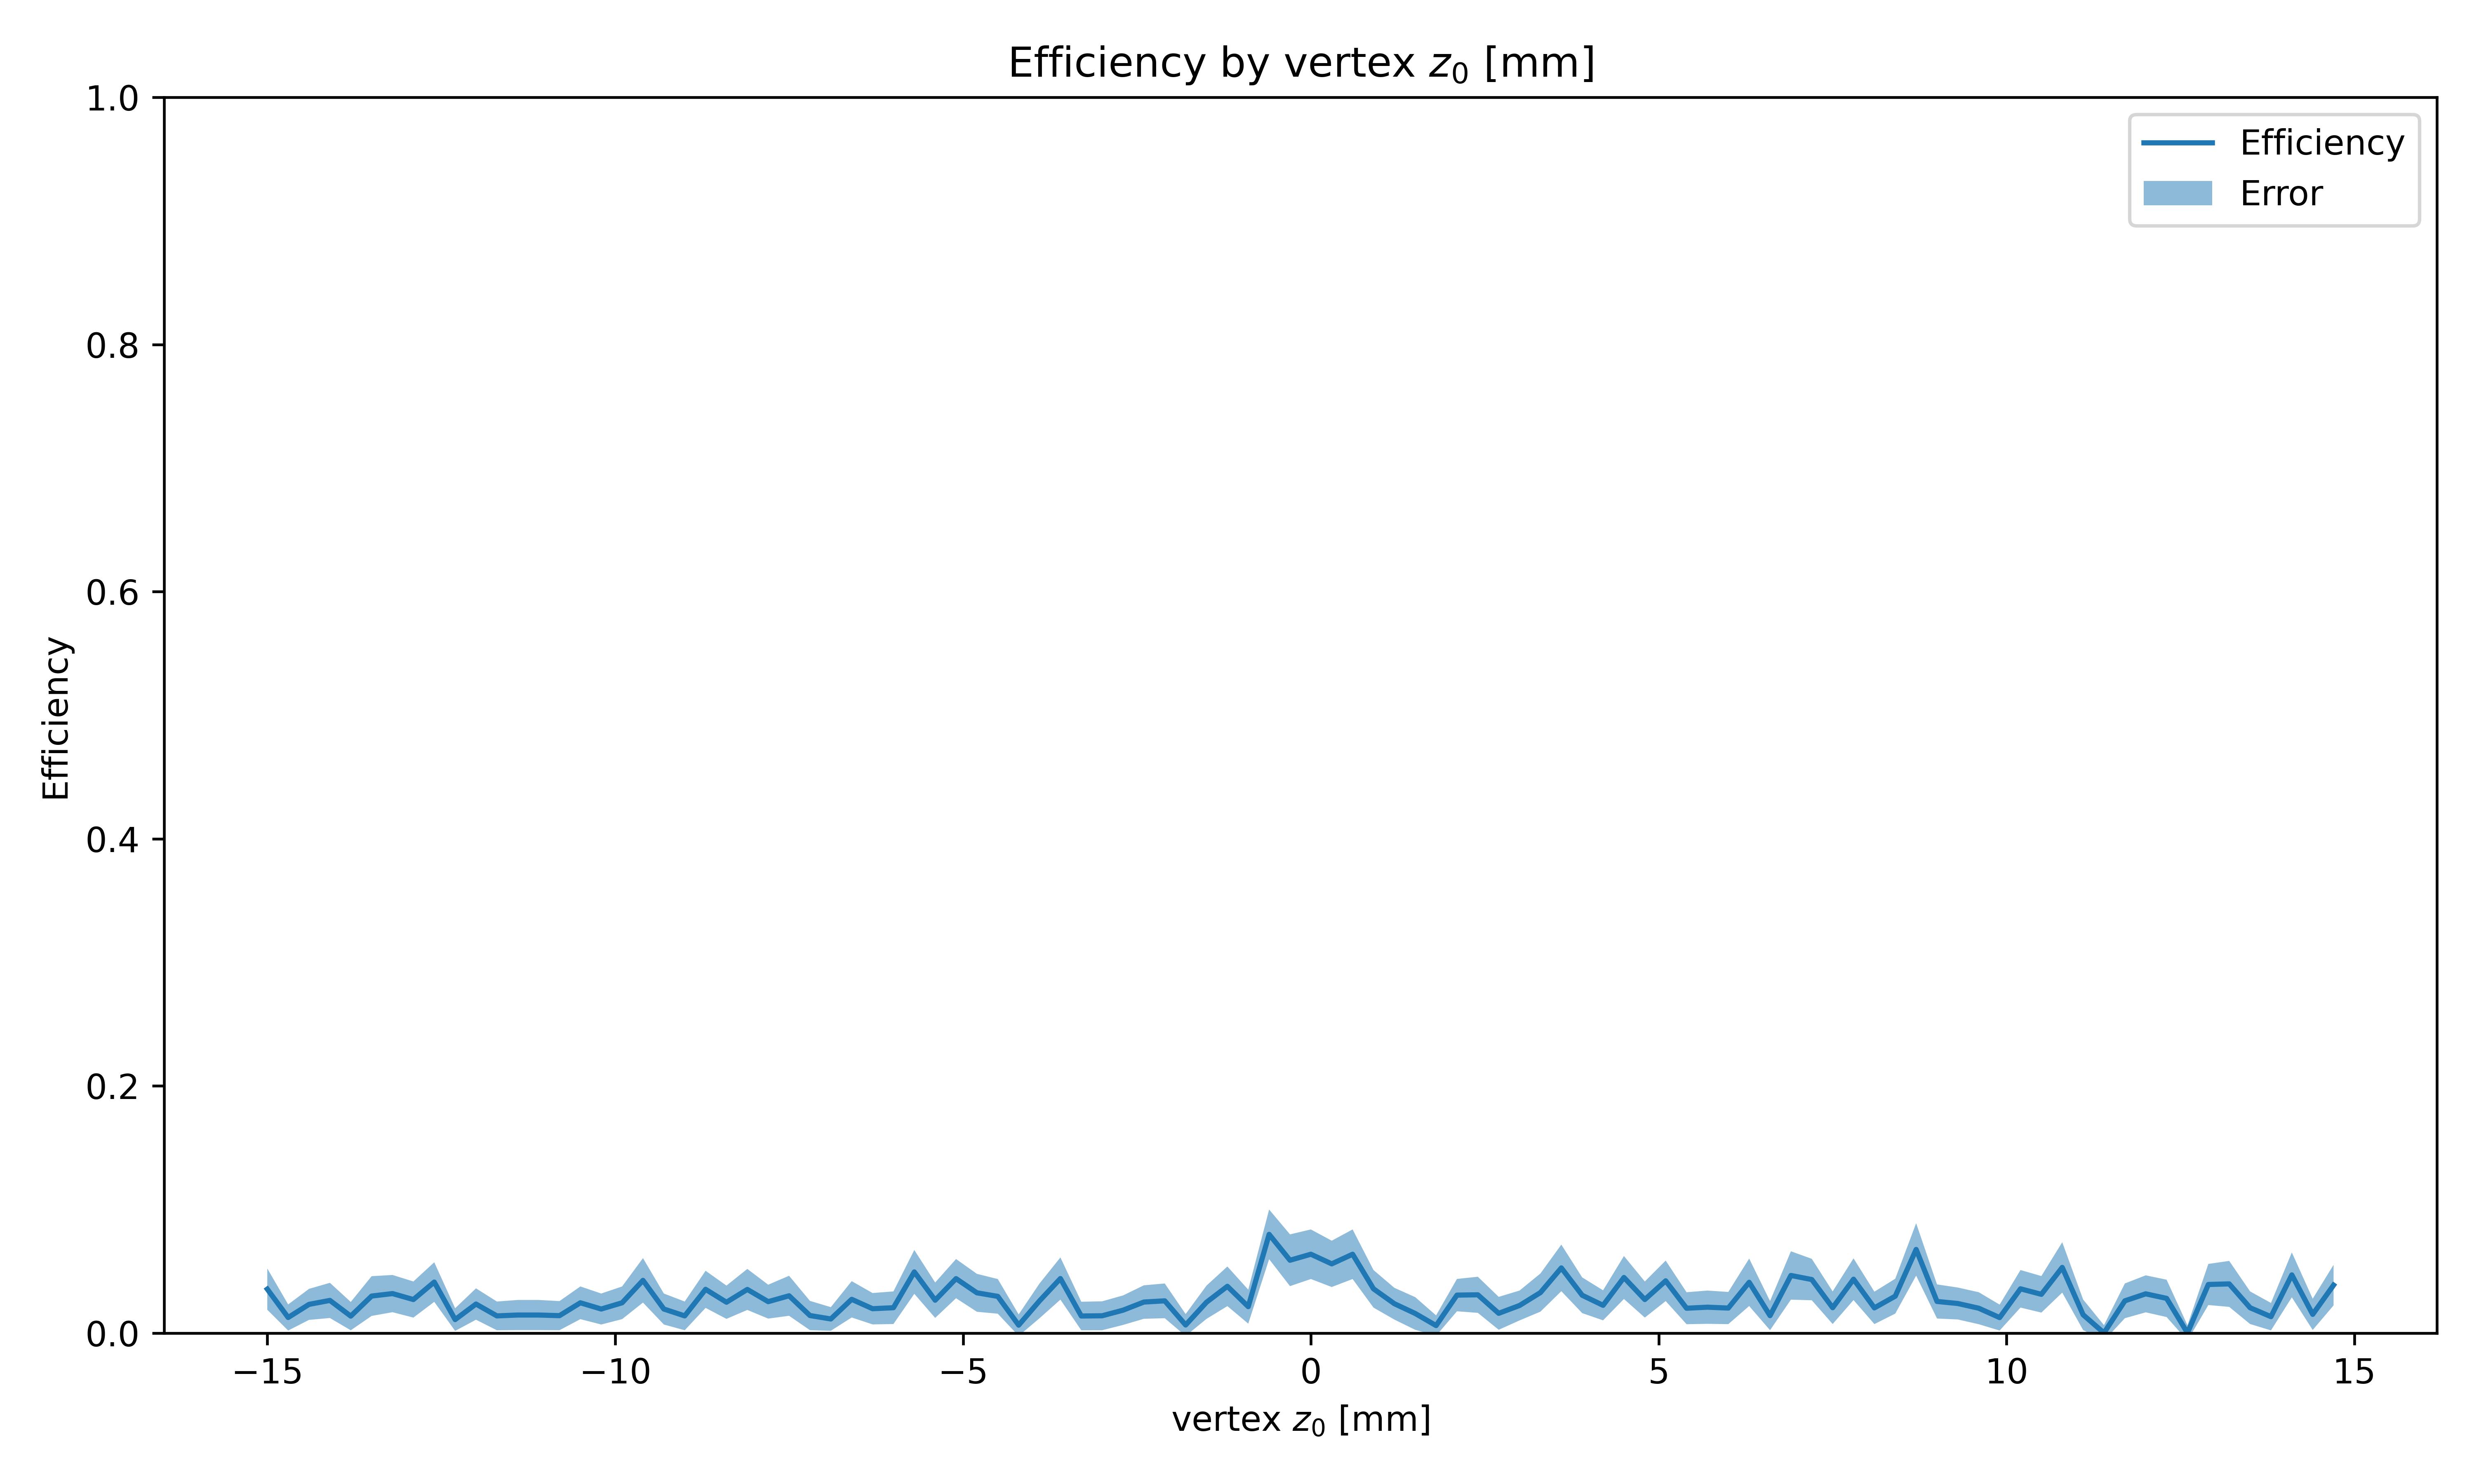 Efficiency by vertex z₀ [mm]
Efficiency
Error
1.0
0.8
0.6
0.4
0.2
0.0
Efficiency
−15 −10 −5 0 5 10 15
vertex z₀ [mm]